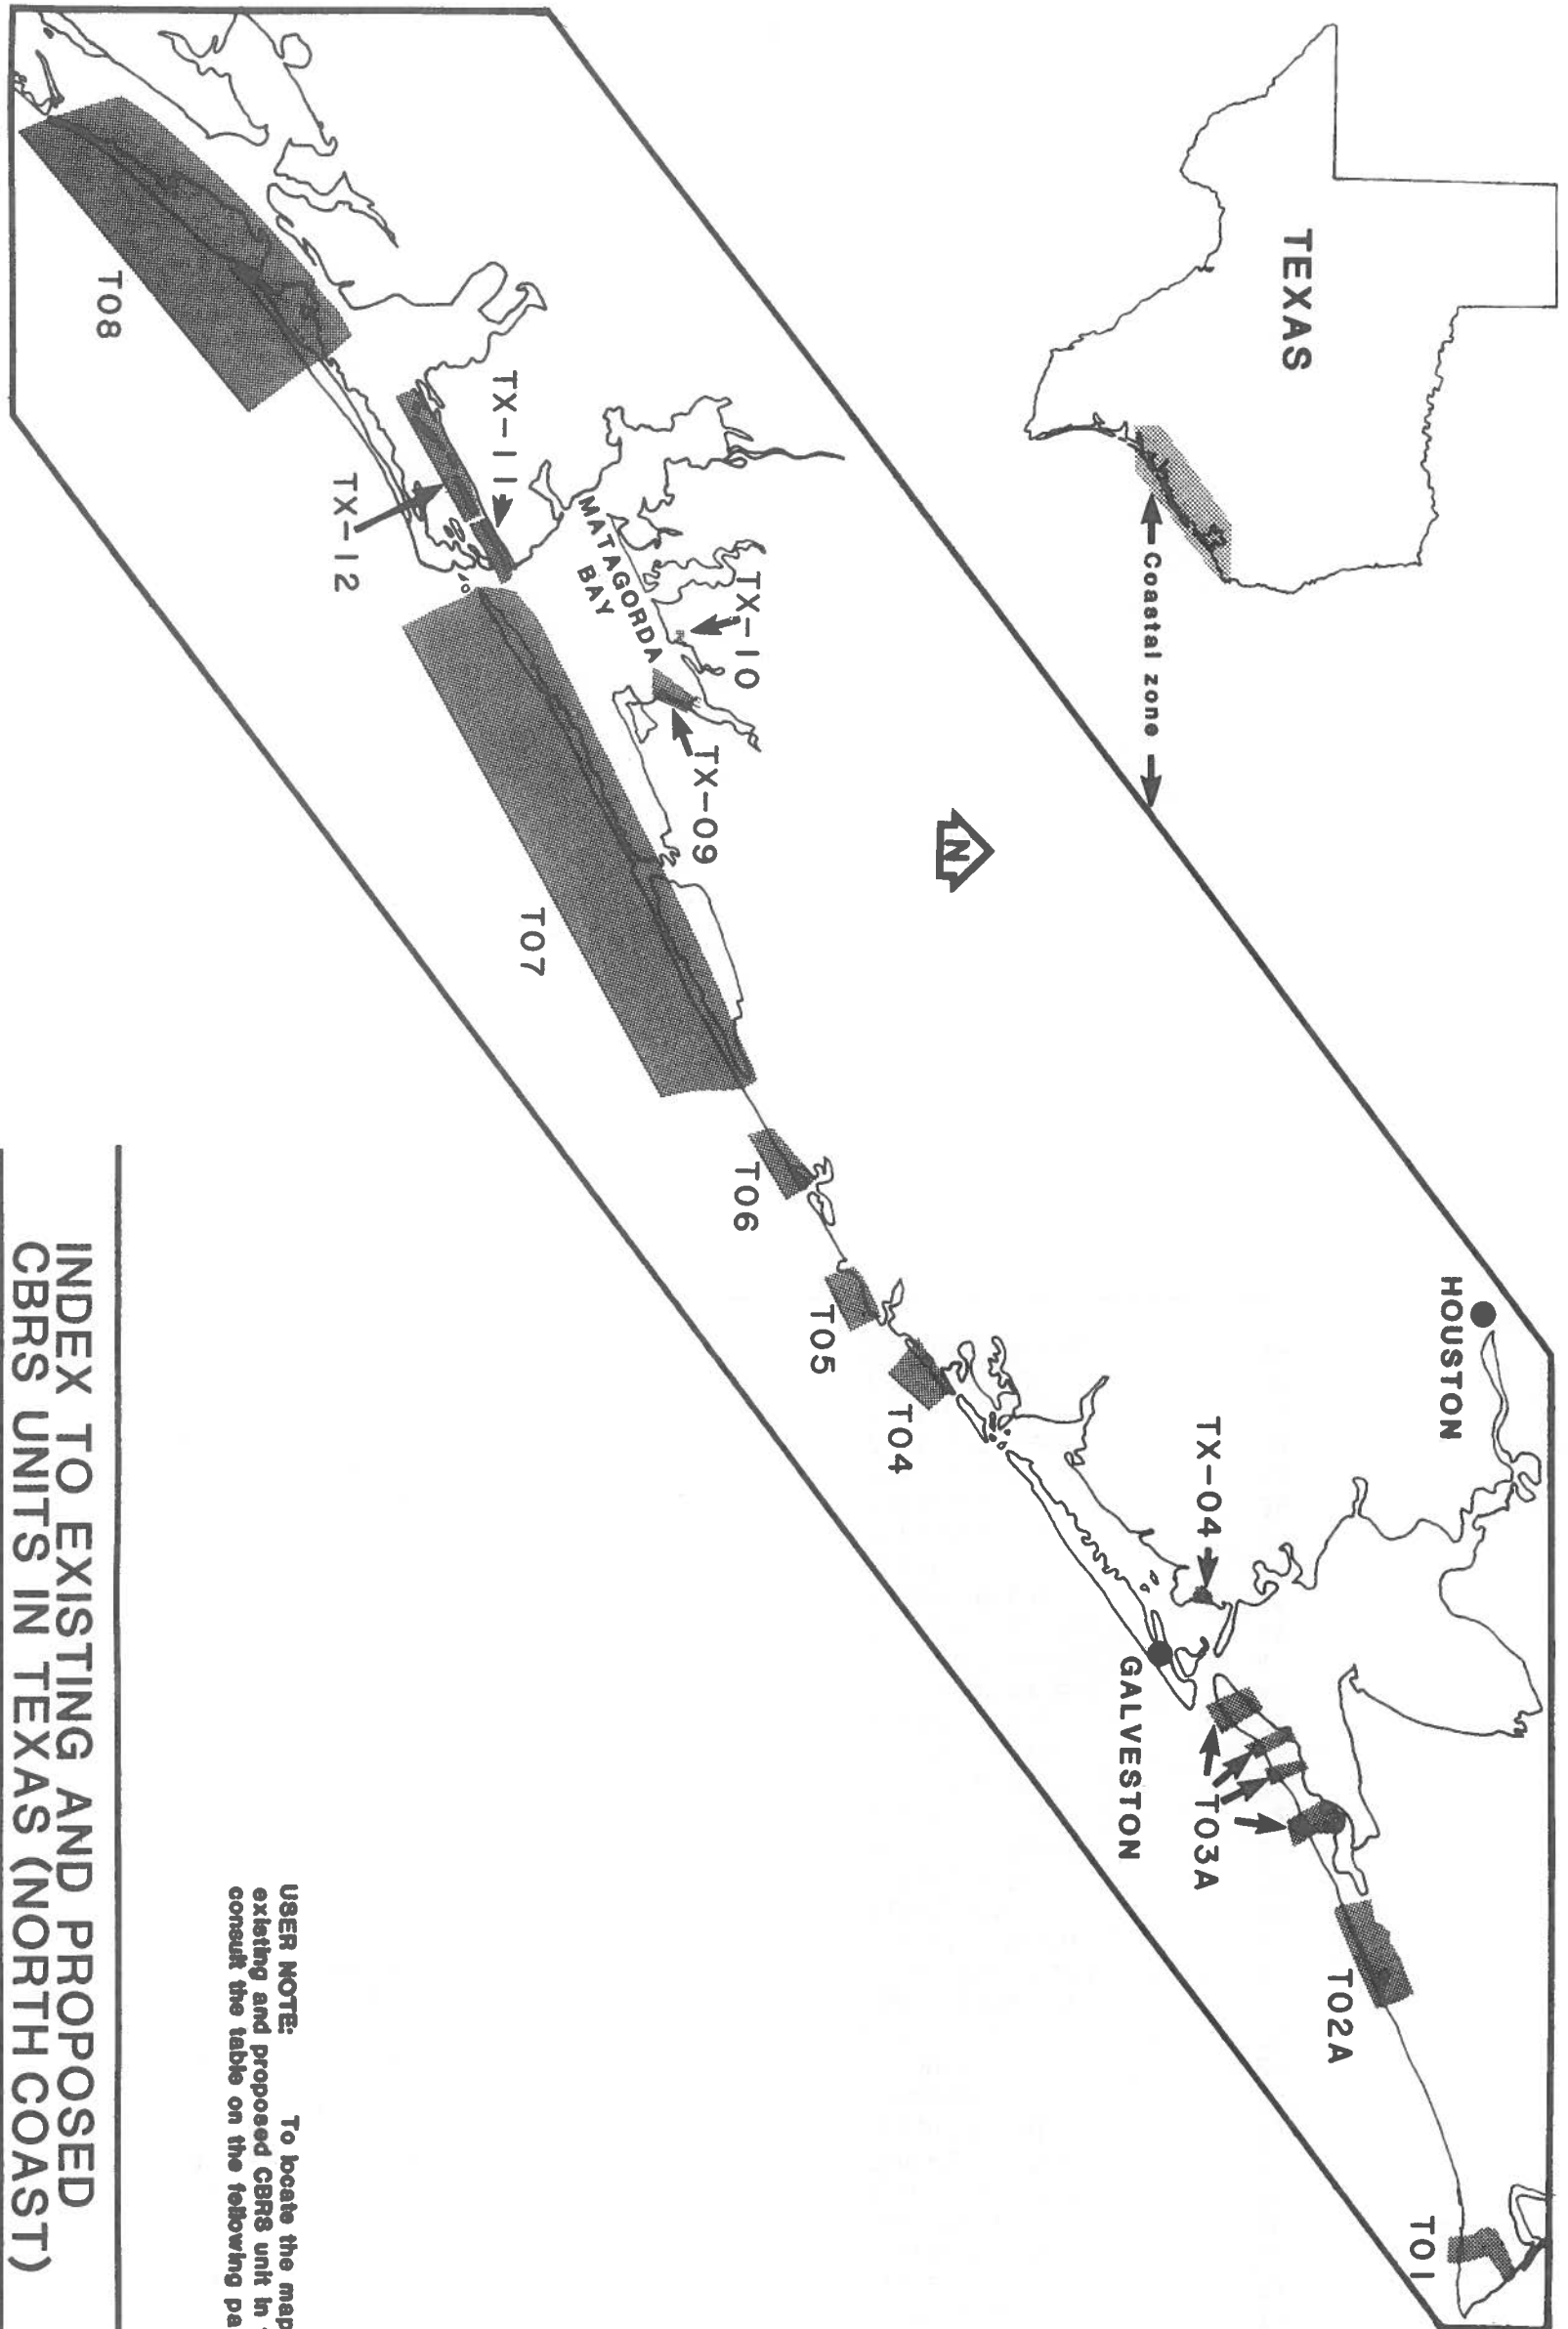 TEXAS
Coastal zone
N
HOUSTON
TX-04
GALVESTON
T03A
T02A
T01
T04
T05
T06
T07
TX-09
TX-10
MATAGORDA
BAY
TX-11
TX-12
T08
USER NOTE: To locate the map
existing and proposed CBRS unit in
consult the table on the following pa
INDEX TO EXISTING AND PROPOSED
CBRS UNITS IN TEXAS (NORTH COAST)